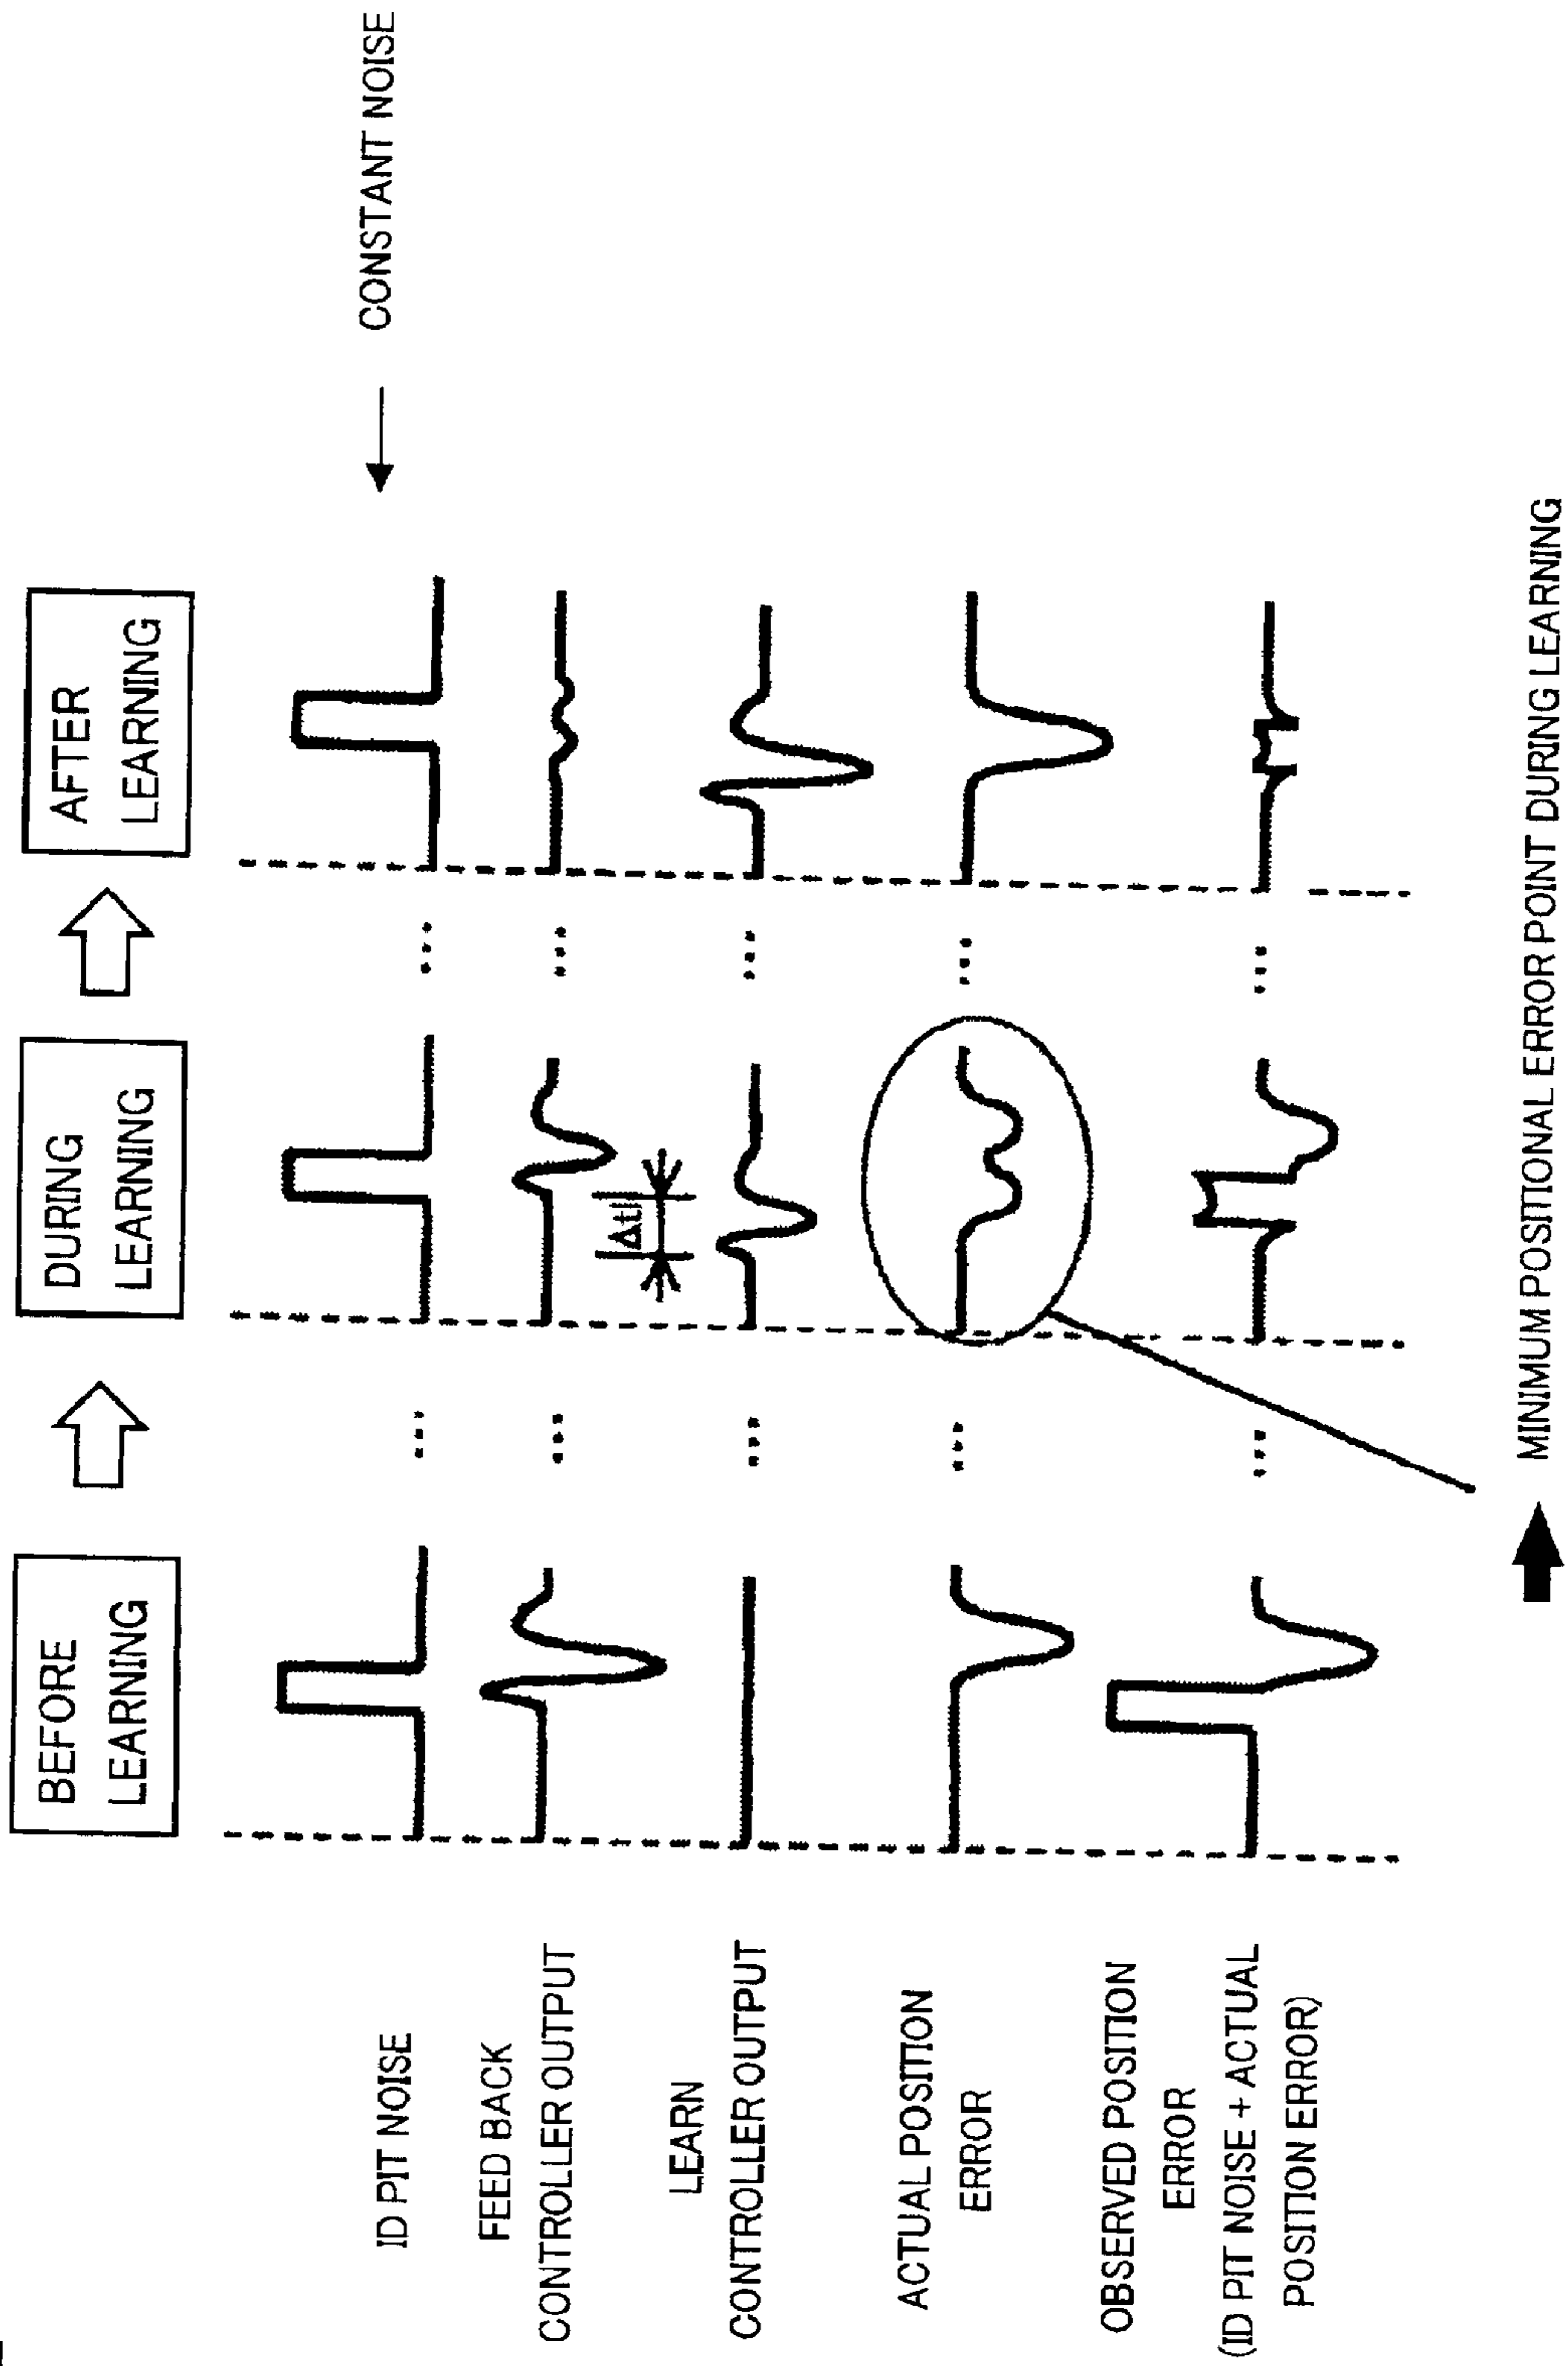 BEFORE
LEARNING
DURING
LEARNING
AFTER
LEARNING
ID PIT NOISE
CONSTANT NOISE
FEED BACK
CONTROLLER OUTPUT
Δtl
LEARN
CONTROLLER OUTPUT
ACTUAL POSITION
ERROR
OBSERVED POSITION
ERROR
(ID PIT NOISE + ACTUAL
POSITION ERROR)
MINIMUM POSITIONAL ERROR POINT DURING LEARNING